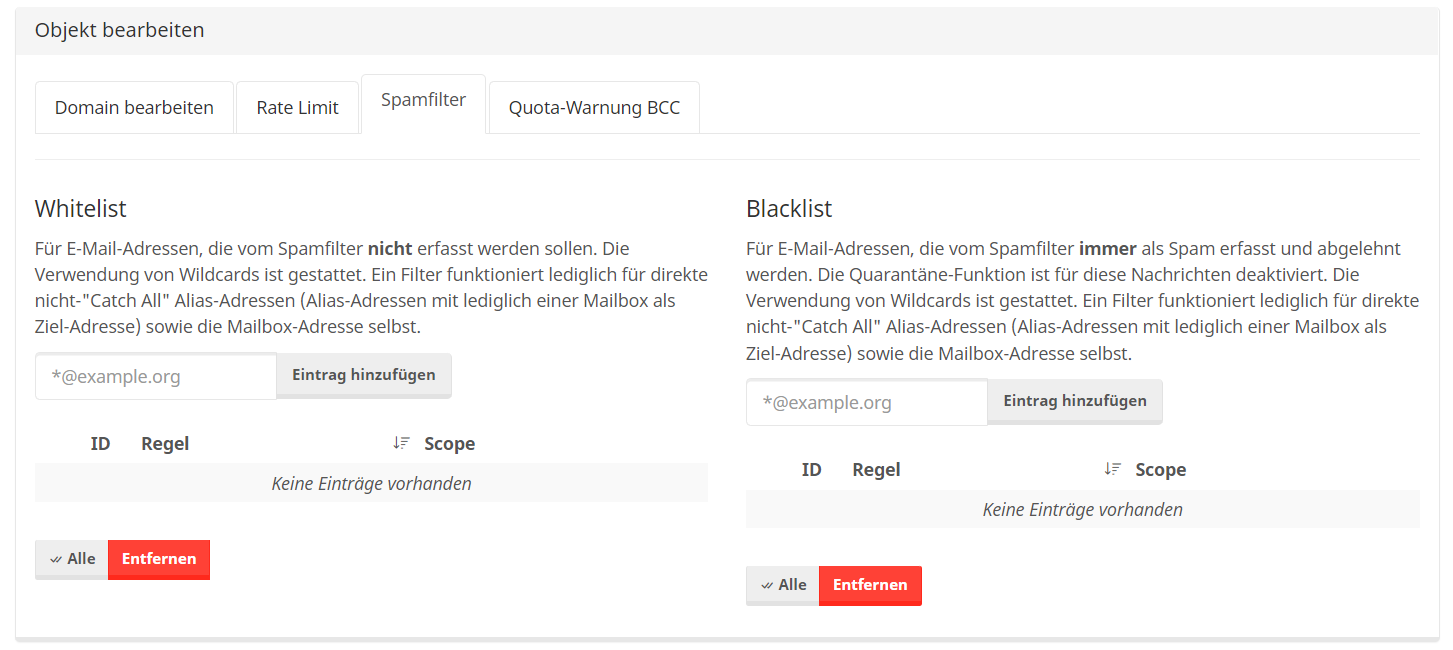 Objekt bearbeiten
Domain bearbeiten
Rate Limit
Spamfilter
Quota-Warnung BCC
Whitelist
Für E-Mail-Adressen, die vom Spamfilter nicht erfasst werden sollen. Die
Verwendung von Wildcards ist gestattet. Ein Filter funktioniert lediglich für direkte
nicht-"Catch All" Alias-Adressen (Alias-Adressen mit lediglich einer Mailbox als
Ziel-Adresse) sowie die Mailbox-Adresse selbst.
*@example.org
Eintrag hinzufügen
ID Regel Scope
Keine Einträge vorhanden
Alle
Entfernen
Blacklist
Für E-Mail-Adressen, die vom Spamfilter immer als Spam erfasst und abgelehnt
werden. Die Quarantäne-Funktion ist für diese Nachrichten deaktiviert. Die
Verwendung von Wildcards ist gestattet. Ein Filter funktioniert lediglich für direkte
nicht-"Catch All" Alias-Adressen (Alias-Adressen mit lediglich einer Mailbox als
Ziel-Adresse) sowie die Mailbox-Adresse selbst.
*@example.org
Eintrag hinzufügen
ID Regel Scope
Keine Einträge vorhanden
Alle
Entfernen